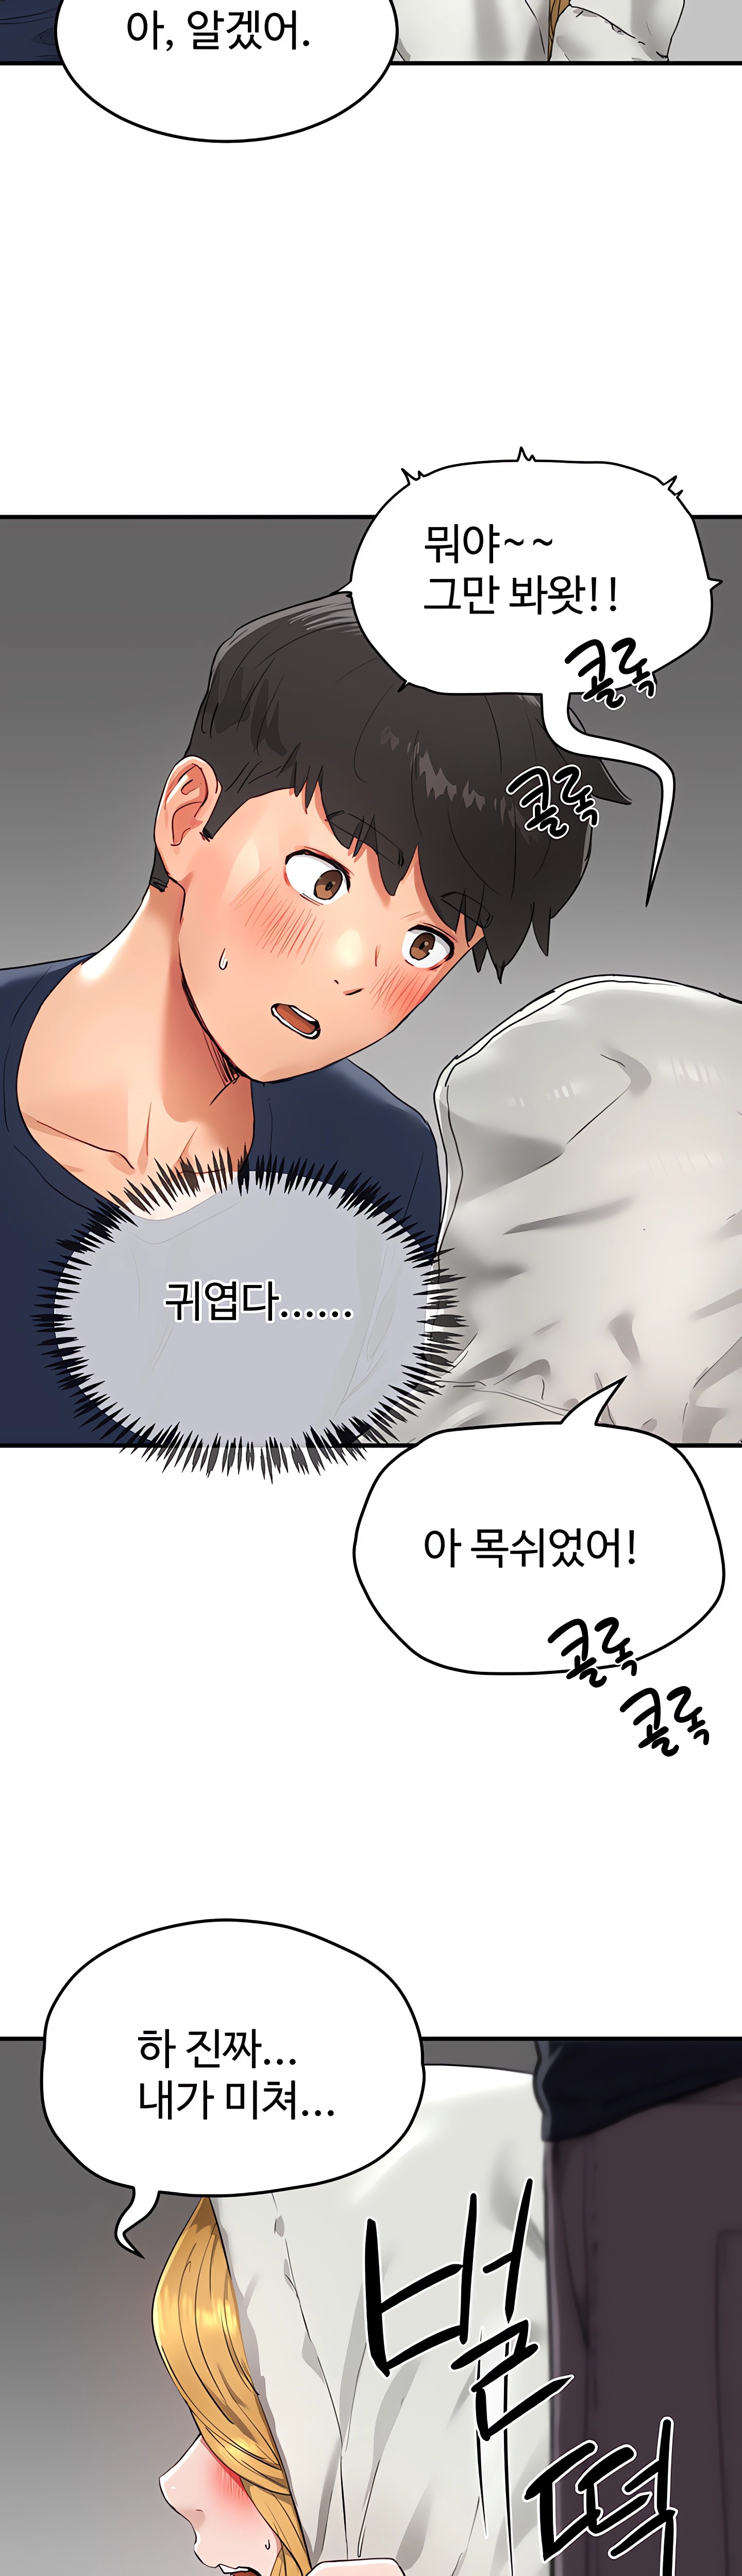 아, 알겠어.
뭐야~~
그만 봐왓!!
콜록
콜록
귀엽다......
아 목쉬었어!
콜록
콜록
하 진짜...
내가 미쳐...
벌
떡